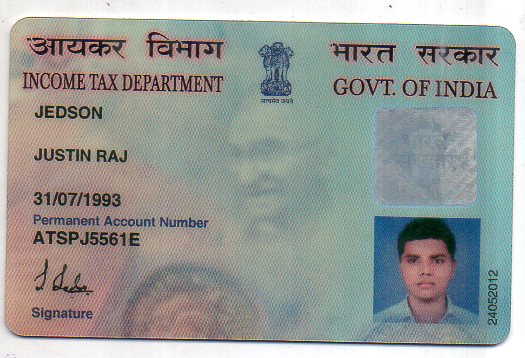 आयकर विभाग
भारत सरकार
INCOME TAX DEPARTMENT
GOVT. OF INDIA
सत्यमेव जयते
JEDSON
JUSTIN RAJ
31/07/1993
Permanent Account Number
ATSPJ5561E
Signature
24052012